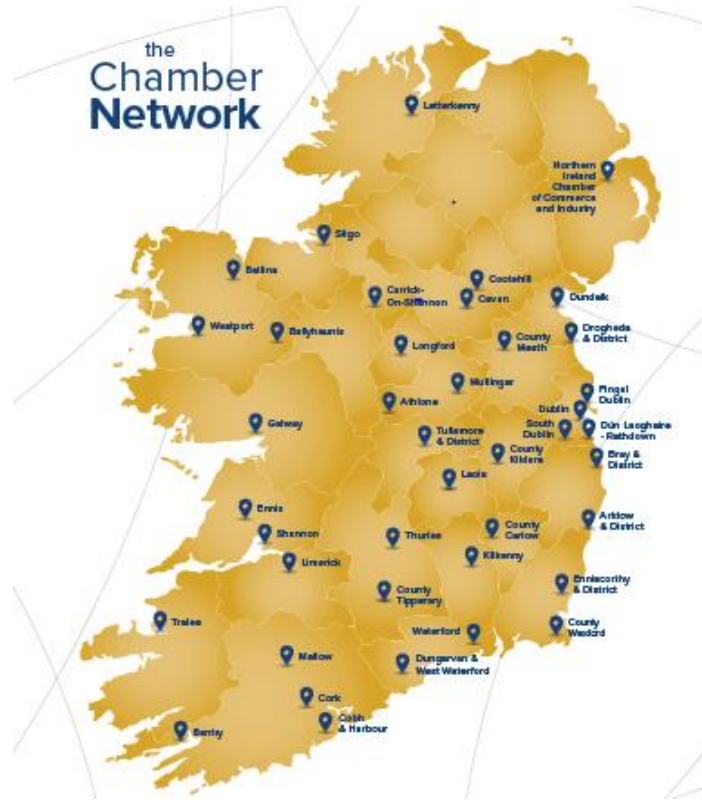 the
Chamber
Network
Letterkenny
Northern
Ireland
Chamber
of Commerce
and Industry
Sligo
Ballina
Cootehill
Carrick-
On-Shannon
Cavan
Dundalk
Westport
Ballyhaunis
Longford
County
Meath
Drogheda
& District
Mullingar
Athlone
Fingal
Dublin
Dublin
Galway
Tullamore
& District
South
Dublin
Dún Laoghaire
- Rathdown
County
Kildare
Bray &
District
Laois
Ennis
Shannon
Thurles
County
Carlow
Arklow
& District
Limerick
Kilkenny
County
Tipperary
Enniscorthy
& District
Tralee
Waterford
County
Wexford
Mallow
Dungarvan &
West Waterford
Cork
Cobh
& Harbour
Bantry